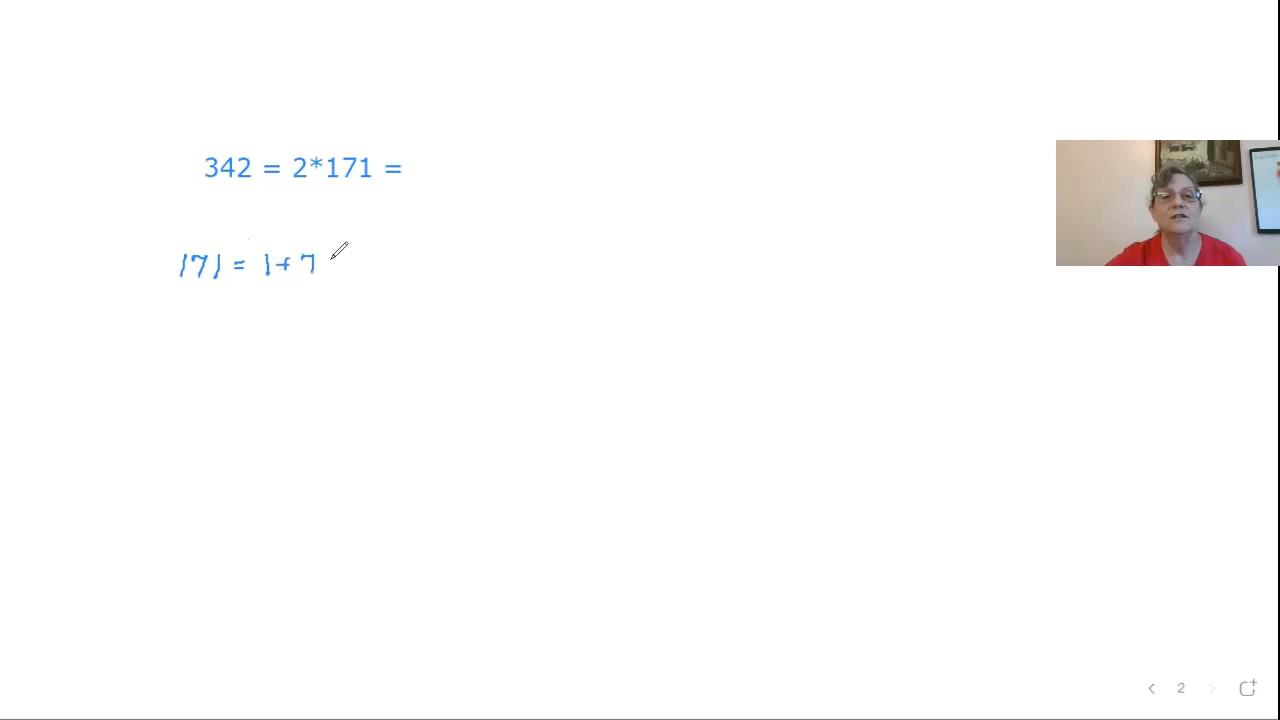 342 = 2*171 =
171 = 1+7
2